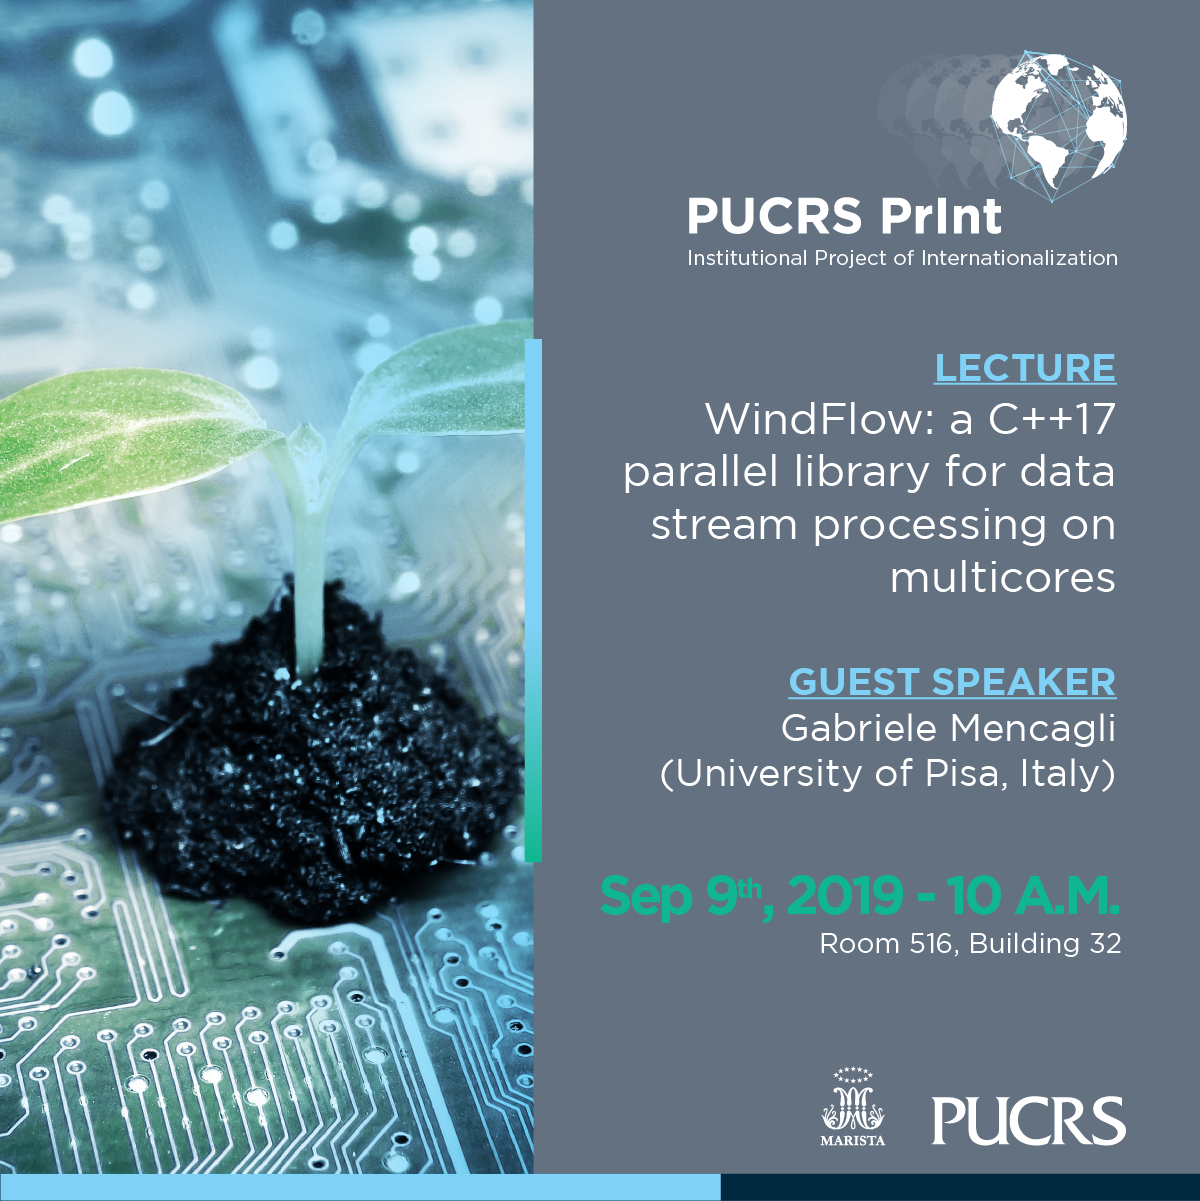 PUCRS PrInt
Institutional Project of Internationalization
LECTURE
WindFlow: a C++17
parallel library for data
stream processing on
multicores
GUEST SPEAKER
Gabriele Mencagli
(University of Pisa, Italy)
Sep 9th, 2019 - 10 A.M.
Room 516, Building 32
MARISTA
PUCRS